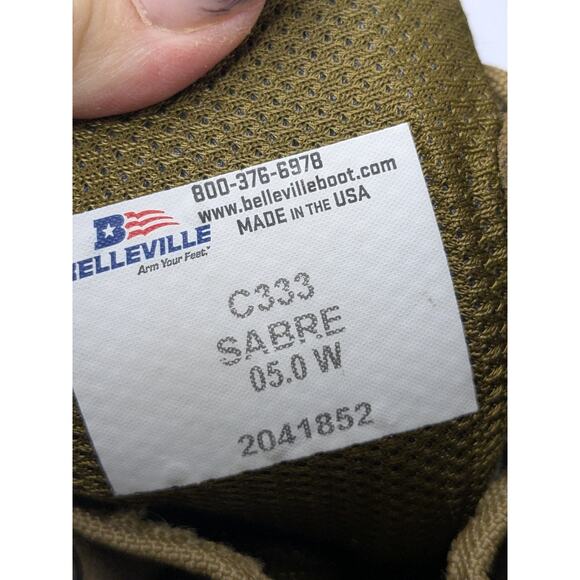 800-376-6978
www.bellevilleboot.com
MADE IN THE USA
B
BELLEVILLE
Arm Your Feet.
C333
SABRE
05.0 W
2041852